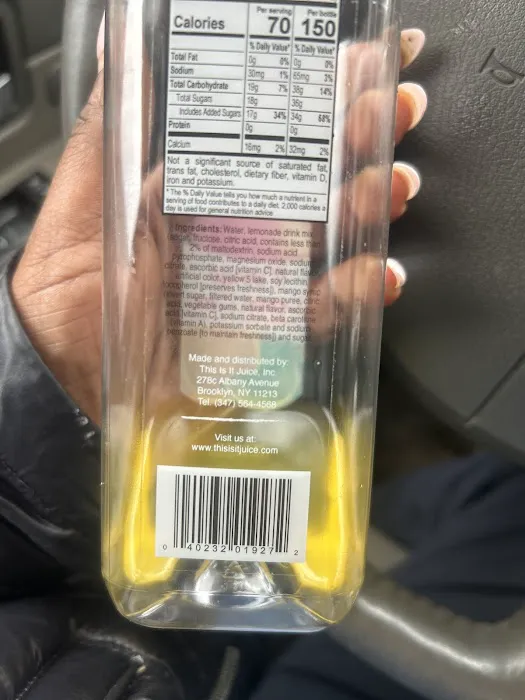 Per serving Per bottle
Calories 70 150
% Daily Value* % Daily Value*
Total Fat 0g 0% 0g 0%
Sodium 30mg 1% 65mg 3%
Total Carbohydrate 19g 7% 38g 14%
Total Sugars 18g 36g
Includes Added Sugars 17g 34% 34g 68%
Protein 0g 0g
Calcium 16mg 2% 32mg 2%
Not a significant source of saturated fat,
trans fat, cholesterol, dietary fiber, vitamin D,
iron and potassium.
* The % Daily Value tells you how much a nutrient in a
serving of food contributes to a daily diet. 2,000 calories a
day is used for general nutrition advice
Ingredients: Water, lemonade drink mix
fructose, citric acid, contains less than
2% of maltodextrin, sodium acid
pyrophosphate, magnesium oxide, sodium
ascorbic acid [vitamin C], natural
artificial color, yellow 5 lake, soy lecithin,
[preserves freshness]), mango
sugar, filtered water, mango puree, citric
acid, vegetable gums, natural flavor, ascorbic
acid [vitamin C], sodium citrate, beta carotene
[vitamin A), potassium sorbate and sodium
benzoate [to maintain freshness]) and sugar
Made and distributed by:
This Is It Juice, Inc.
276c Albany Avenue
Brooklyn, NY 11213
Tel. (347) 564-4568
Visit us at:
www.thisisitjuice.com
0 40232 01927 2